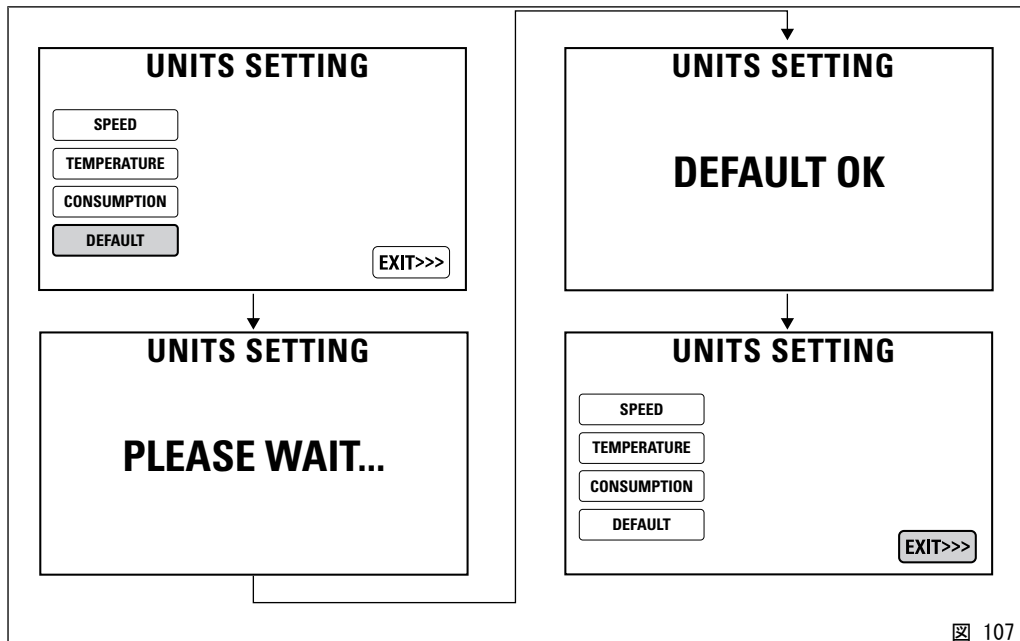 UNITS SETTING
SPEED
TEMPERATURE
CONSUMPTION
DEFAULT
EXIT>>>
UNITS SETTING
PLEASE WAIT...
UNITS SETTING
DEFAULT OK
UNITS SETTING
SPEED
TEMPERATURE
CONSUMPTION
DEFAULT
EXIT>>>
図 107